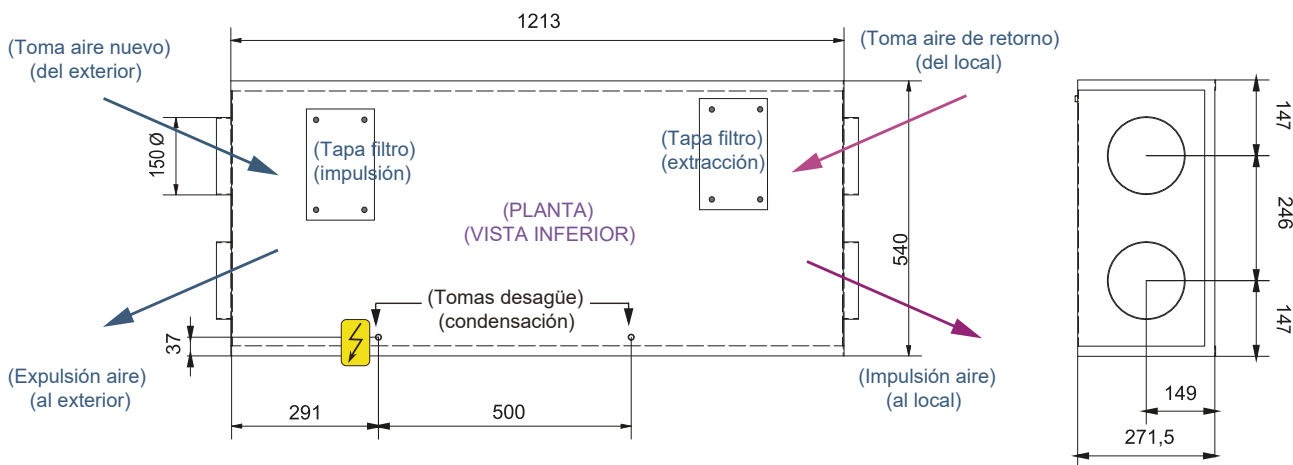 1213
(Toma aire nuevo)
(del exterior)
(Toma aire de retorno)
(del local)
150 Ø
(Tapa filtro)
(impulsión)
(Tapa filtro)
(extracción)
(PLANTA)
(VISTA INFERIOR)
540
147
246
147
(Tomas desagüe)
(condensación)
37
(Expulsión aire)
(al exterior)
(Impulsión aire)
(al local)
291
500
149
271,5